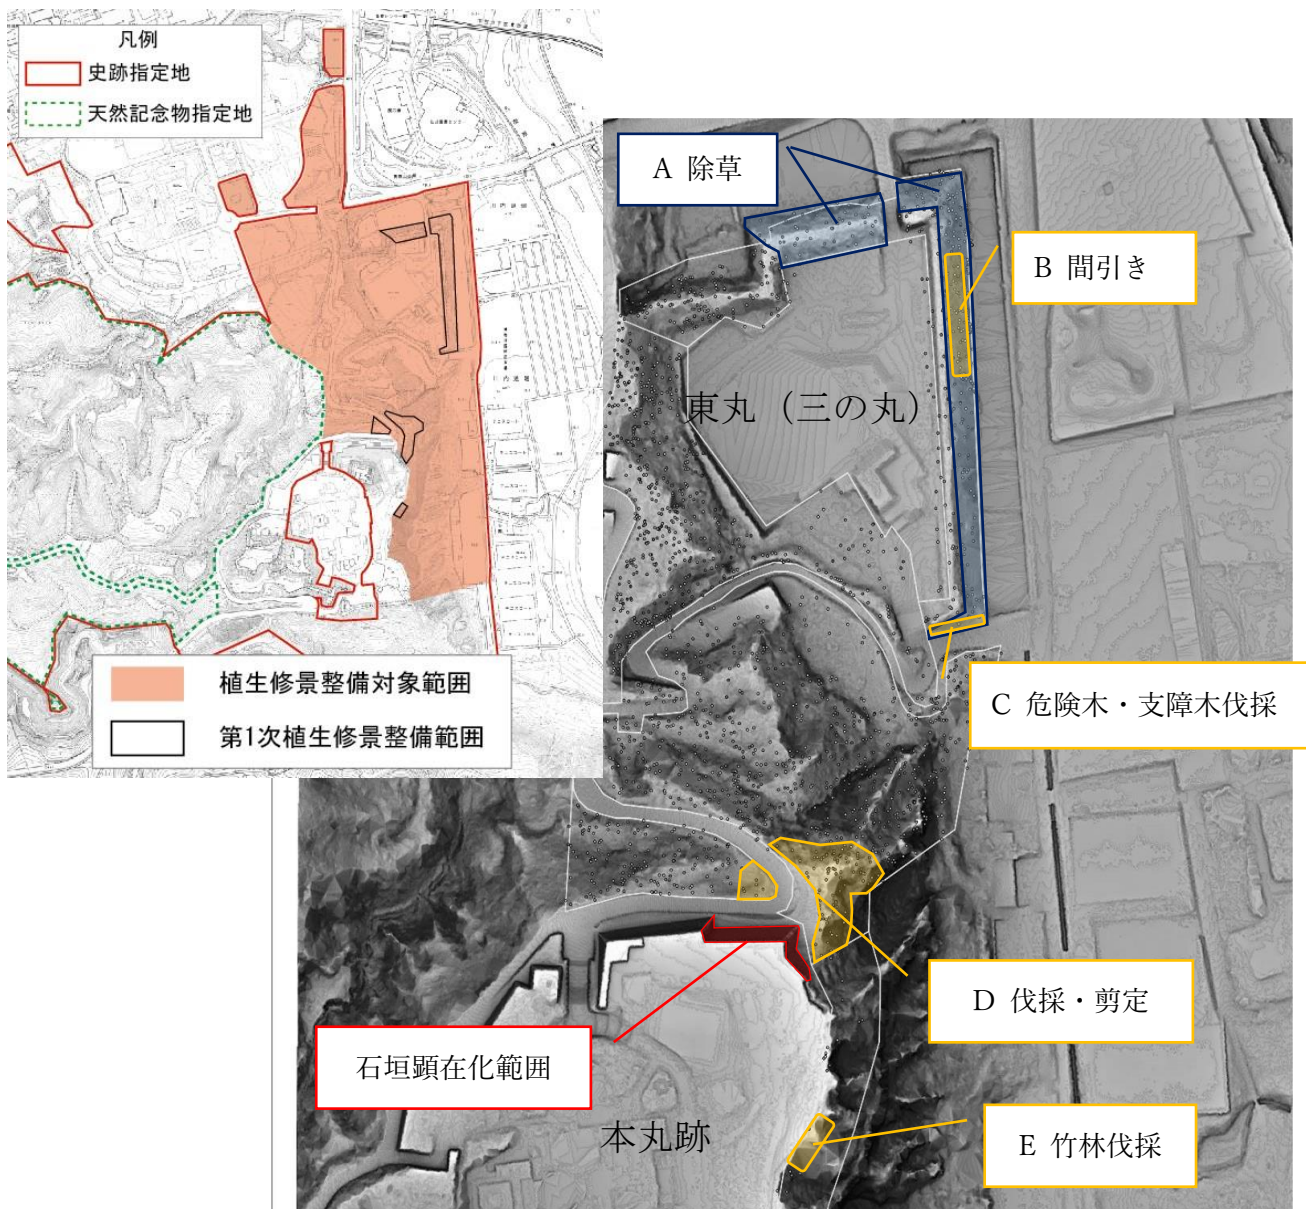 凡例
史跡指定地
天然記念物指定地
植生修景整備対象範囲
第1次植生修景整備範囲
A 除草
B 間引き
東丸（三の丸）
C 危険木・支障木伐採
D 伐採・剪定
石垣顕在化範囲
本丸跡
E 竹林伐採